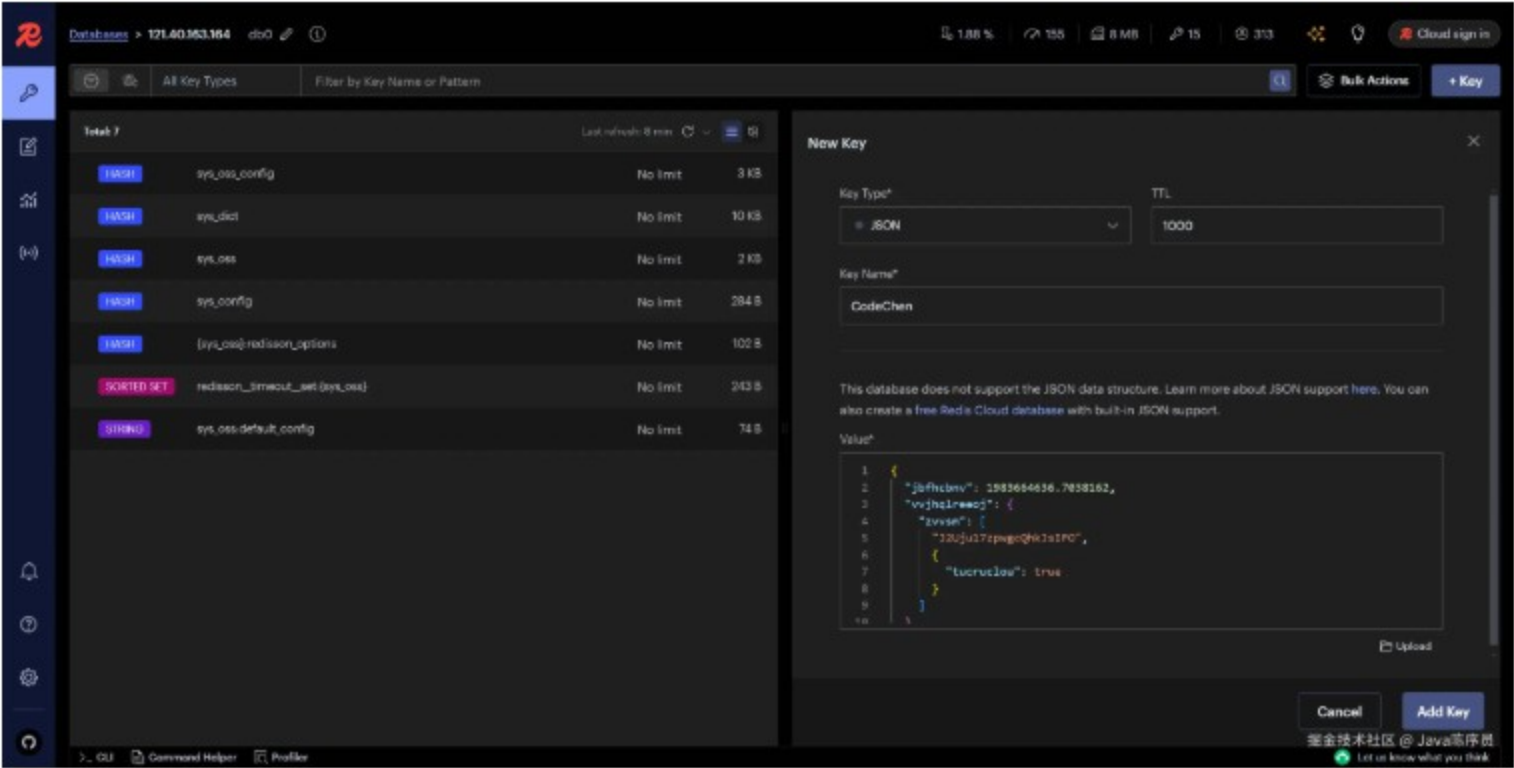 Databases > 121.40.163.164 db0
1.88 % 155 8 MB 15 313 Cloud sign in
All Key Types Filter by Key Name or Pattern Bulk Actions + Key
Total: 7 Last refresh: 8 min
HASH sys_oss_config No limit 3 KB
HASH sys_dict No limit 10 KB
HASH sys_oss No limit 2 KB
HASH sys_config No limit 284 B
HASH {sys_oss}:redisson_options No limit 102 B
SORTED SET redisson__timeout__set:{sys_oss} No limit 243 B
STRING sys_oss:default_config No limit 74 B
New Key
Key Type* TTL
JSON 1000
Key Name*
CodeChen
This database does not support the JSON data structure. Learn more about JSON support here. You can
also create a free Redis Cloud database with built-in JSON support.
Value*
1 {
2 "jbfhcbnv": 1983664636.7038162,
3 {
4 "zvvsm": [
5
6 {
7 true
8 }
9 ]
10 }
Upload
Cancel Add Key
掘金技术社区 @ Java陈序员
>_ CLI Command Helper Profiler Let us know what you think